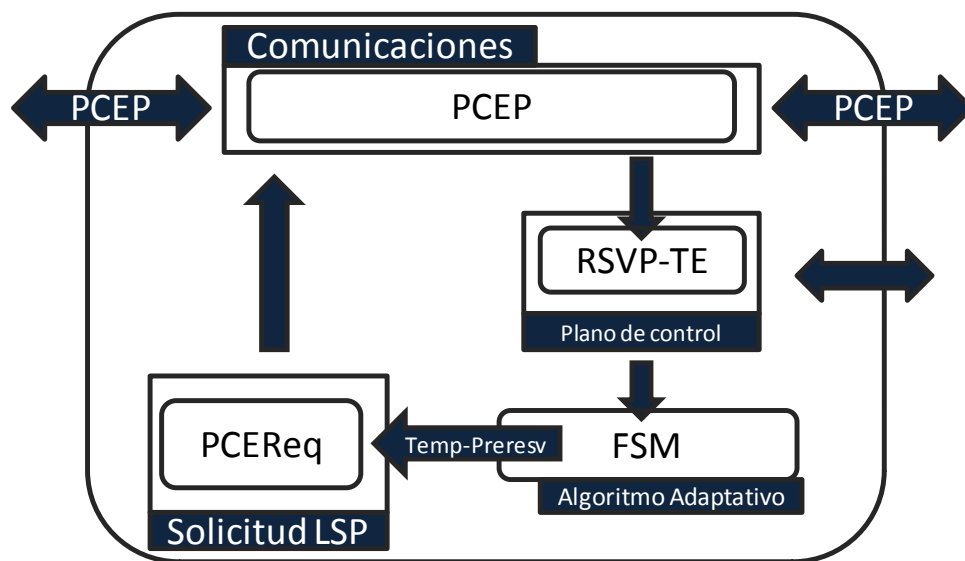 Comunicaciones
PCEP
PCEP
PCEP
RSVP-TE
Plano de control
PCEReq
Temp-Preresv
FSM
Algoritmo Adaptativo
Solicitud LSP